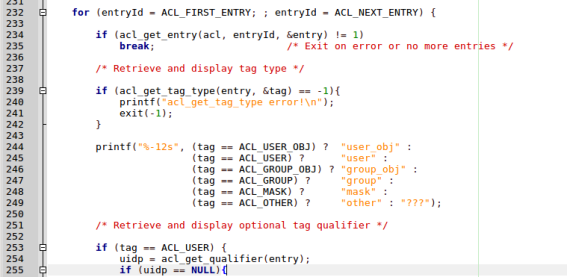 231
232 for (entryId = ACL_FIRST_ENTRY; ; entryId = ACL_NEXT_ENTRY) {
233
234 if (acl_get_entry(acl, entryId, &entry) != 1)
235 break; /* Exit on error or no more entries */
236
237 /* Retrieve and display tag type */
238
239 if (acl_get_tag_type(entry, &tag) == -1){
240 printf("acl_get_tag_type error!\n");
241 exit(-1);
242 }
243
244 printf("%-12s", (tag == ACL_USER_OBJ) ? "user_obj" :
245 (tag == ACL_USER) ? "user" :
246 (tag == ACL_GROUP_OBJ) ? "group_obj" :
247 (tag == ACL_GROUP) ? "group" :
248 (tag == ACL_MASK) ? "mask" :
249 (tag == ACL_OTHER) ? "other" : "???");
250
251 /* Retrieve and display optional tag qualifier */
252
253 if (tag == ACL_USER) {
254 uidp = acl_get_qualifier(entry);
255 if (uidp == NULL){